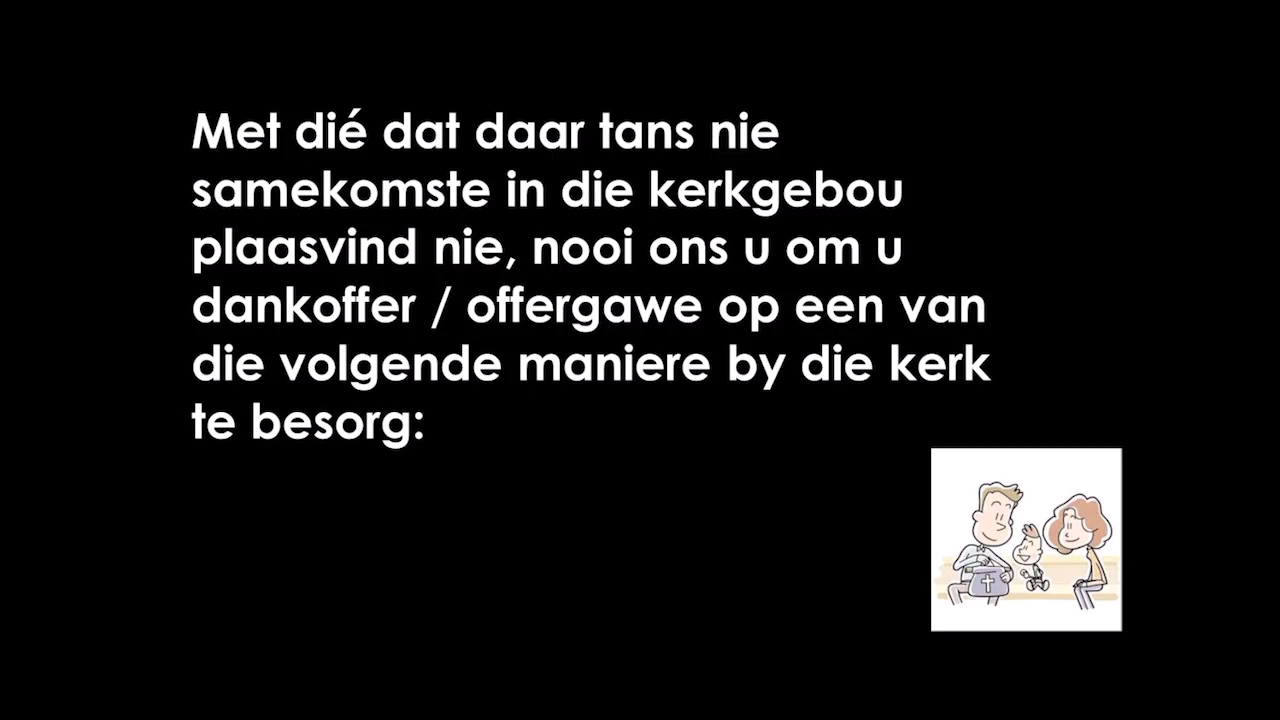 Met dié dat daar tans nie
samekomste in die kerkgebou
plaasvind nie, nooi ons u om u
dankoffer / offergawe op een van
die volgende maniere by die kerk
te besorg: